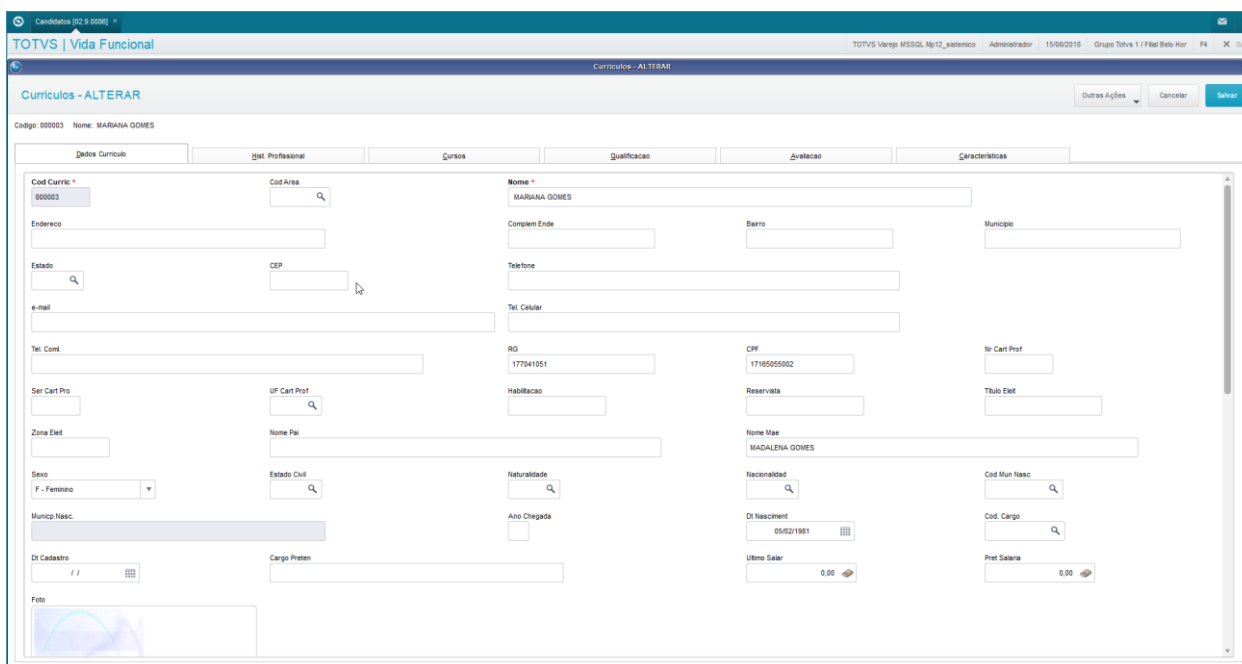 Candidatos [02.9.0086] ×
TOTVS | Vida Funcional
TOTVS Varejo MSSQL Mp12_sistemico Administrador 15/08/2018 Grupo Totvs 1 / Filial Belo Hor F4 X
Curriculos - ALTERAR
Curriculos - ALTERAR
Outras Ações Cancelar Salvar
Codigo: 000003 Nome: MARIANA GOMES
Dados Curriculo Hist. Profissional Cursos Qualificacao Avaliacao Características
Cod Curric * Cod Area Nome *
000003 MARIANA GOMES
Endereco Complem Ende Bairro Municipio
Estado CEP Telefone
e-mail Tel. Celular
Tel. Coml. RG CPF Nr Cart Prof
177041051 17165055002
Ser Cart Pro UF Cart Prof Habilitacao Reservista Titulo Eleit
Zona Eleit Nome Pai Nome Mae
MADALENA GOMES
Sexo Estado Civil Naturalidade Nacionalidad Cod Mun Nasc
F - Feminino
Municp.Nasc. Ano Chegada Dt Nasciment Cod. Cargo
05/02/1981
Dt Cadastro Cargo Preten Ultimo Salar Pret Salaria
/ / 0,00 0,00
Foto